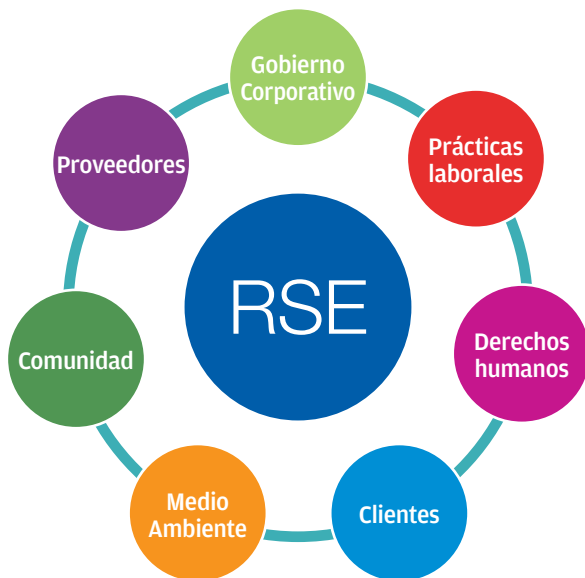 Gobierno
Corporativo
Prácticas
laborales
Derechos
humanos
Clientes
Medio
Ambiente
Comunidad
Proveedores
RSE